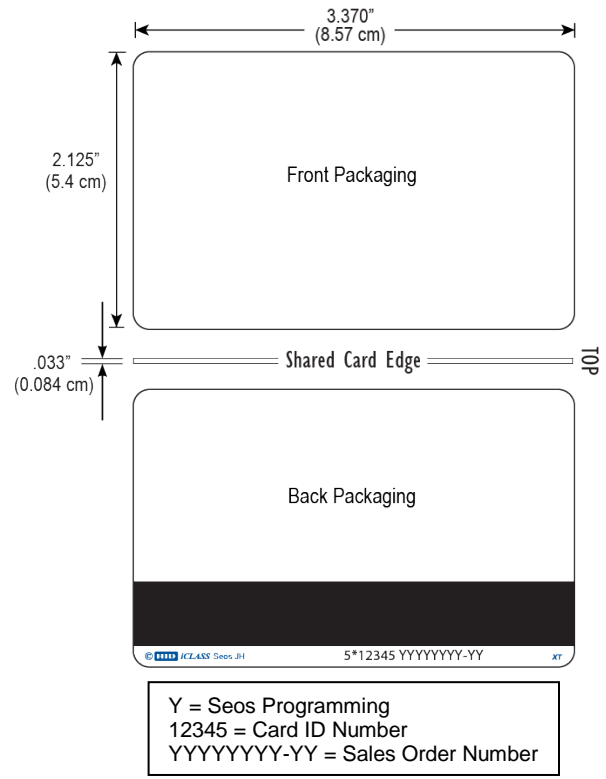 3.370”
(8.57 cm)
2.125”
(5.4 cm)
Front Packaging
.033”
(0.084 cm)
Shared Card Edge
TOP
Back Packaging
© HID iCLASS Seos JH 5*12345 YYYYYYYY-YY XT
Y = Seos Programming
12345 = Card ID Number
YYYYYYYY-YY = Sales Order Number